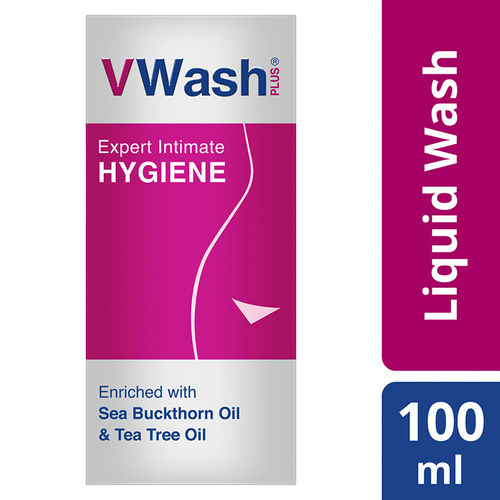 VWash PLUS®
Expert Intimate
HYGIENE
Enriched with
Sea Buckthorn Oil
& Tea Tree Oil
Liquid Wash
100
ml